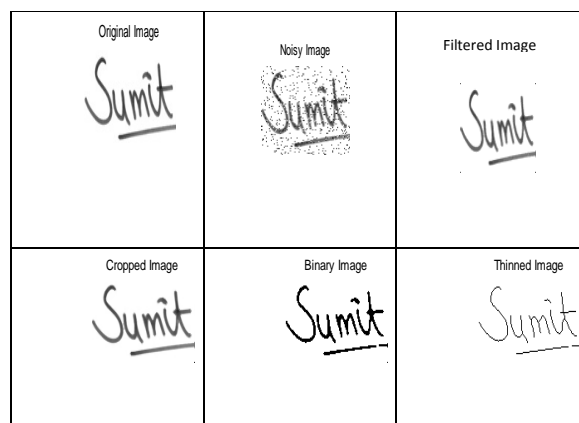 Original Image
Sumit
Noisy Image
Sumit
Filtered Image
Sumit
Cropped Image
Sumit
Binary Image
Sumit
Thinned Image
Sumit